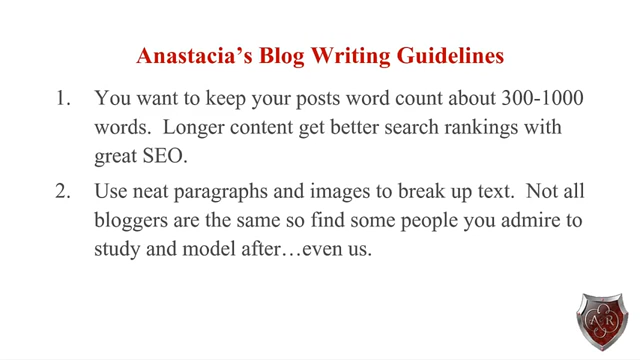 Anastacia's Blog Writing Guidelines
1. You want to keep your posts word count about 300-1000
words.  Longer content get better search rankings with
great SEO.
2. Use neat paragraphs and images to break up text.  Not all
bloggers are the same so find some people you admire to
study and model after…even us.
A R